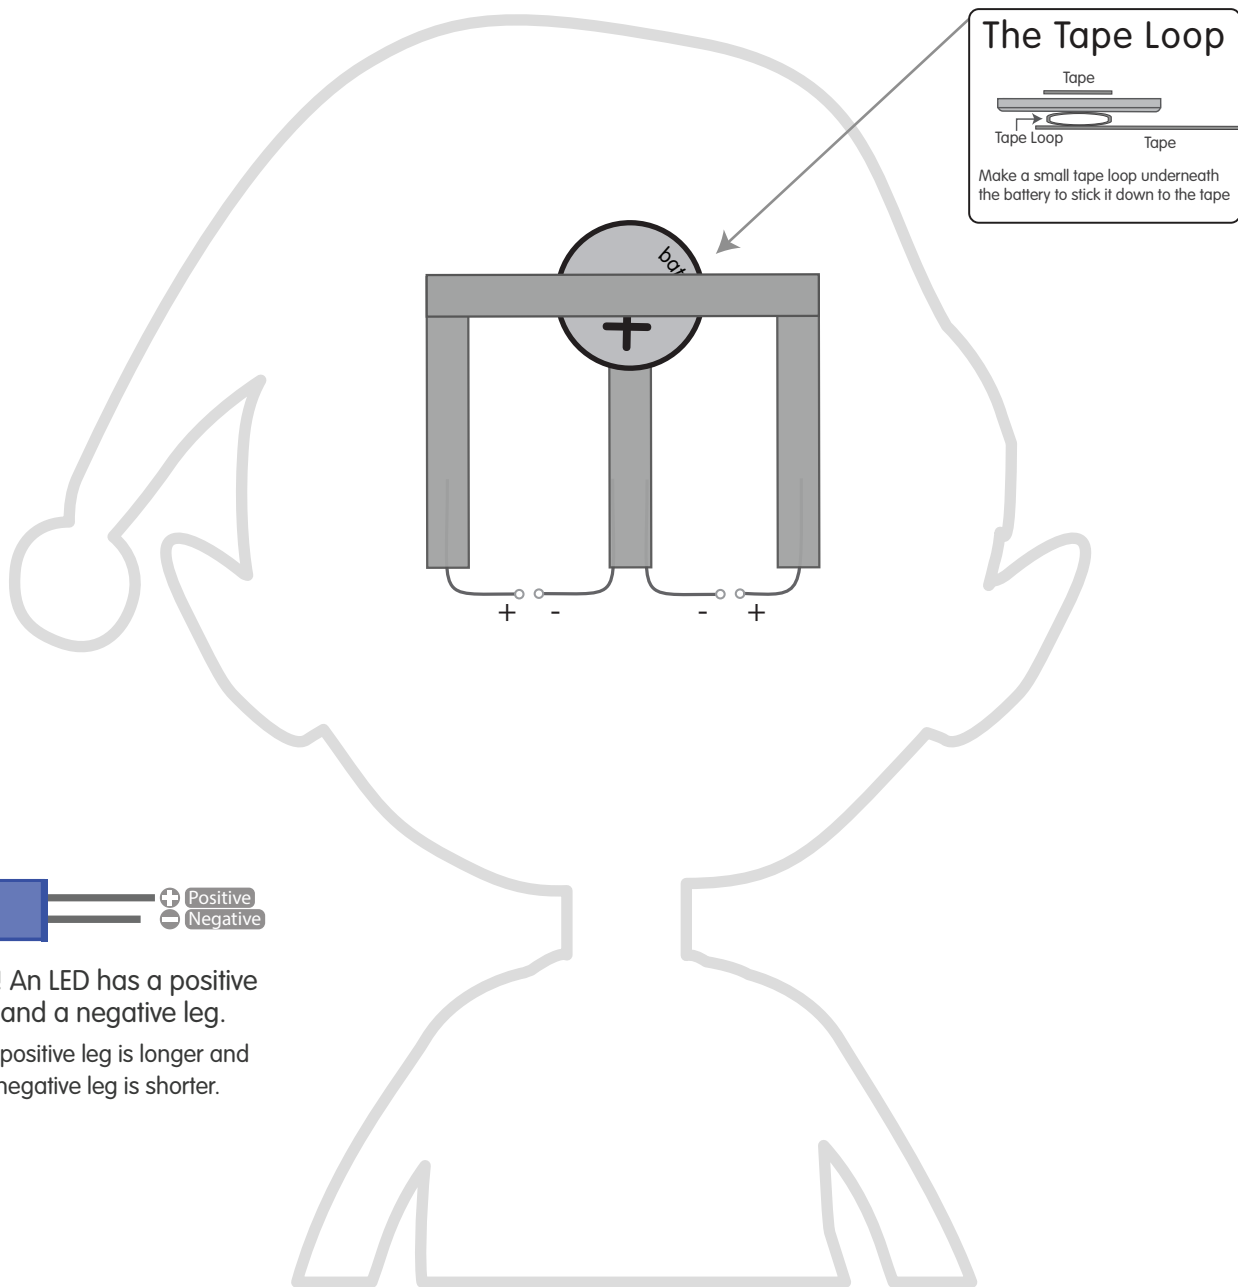 The Tape Loop
Tape
Tape Loop
Tape
Make a small tape loop underneath
the battery to stick it down to the tape
+ - - +
Positive
Negative
! An LED has a positive
and a negative leg.
positive leg is longer and
negative leg is shorter.